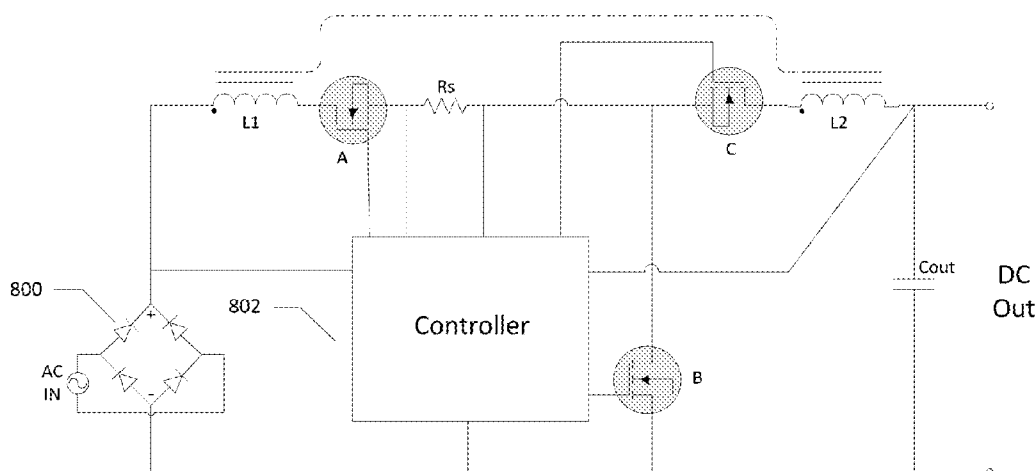 Rs
L1
A
C
L2
800
802
Controller
Cout
DC
Out
+
AC
IN
-
B